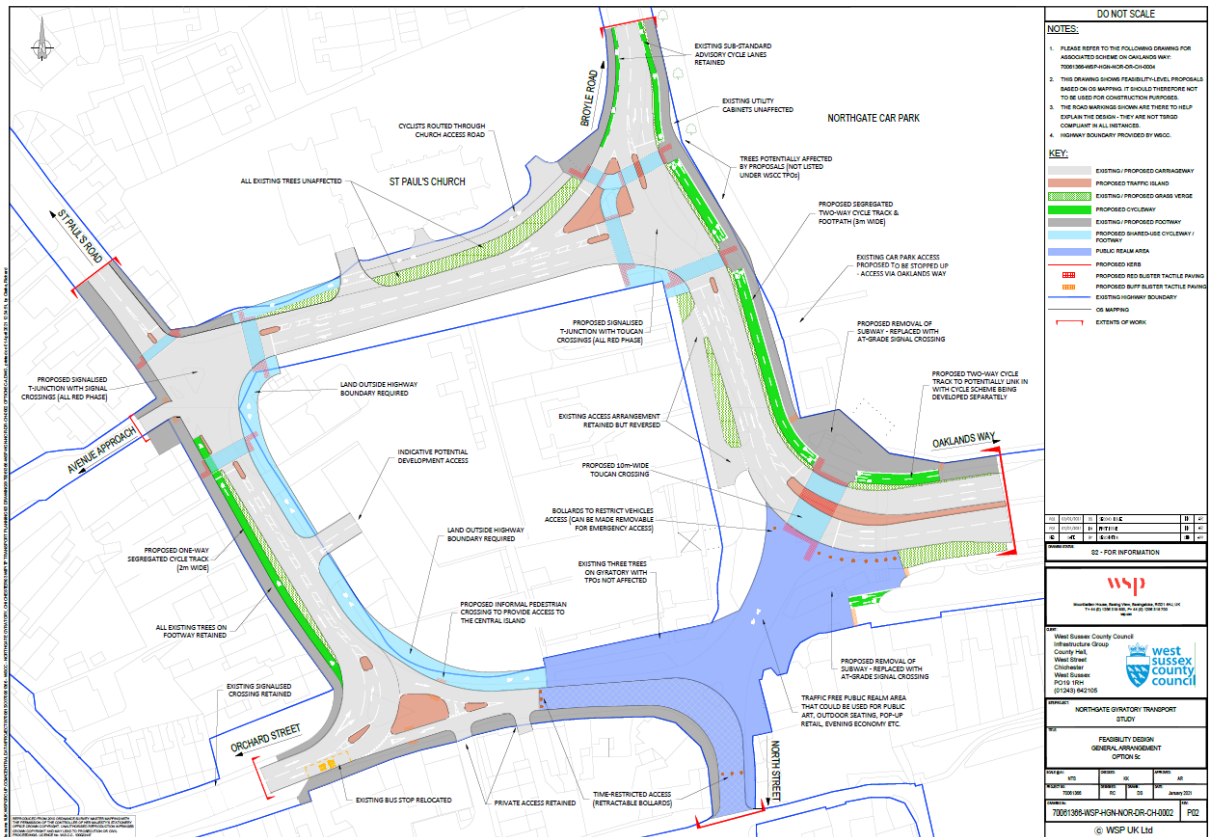 DO NOT SCALE
NOTES:
1. PLEASE REFER TO THE FOLLOWING DRAWING FOR
ASSOCIATED SCHEME ON OAKLANDS WAY:
70061366-WSP-HGN-NOR-DR-CH-0004
2. THIS DRAWING SHOWS FEASIBILITY-LEVEL PROPOSALS
BASED ON OS MAPPING. IT SHOULD THEREFORE NOT
TO BE USED FOR CONSTRUCTION PURPOSES.
3. THE ROAD MARKINGS SHOWN ARE THERE TO HELP
EXPLAIN THE DESIGN - THEY ARE NOT TSRGD
COMPLIANT IN ALL INSTANCES.
4. HIGHWAY BOUNDARY PROVIDED BY WSCC.
KEY:
EXISTING / PROPOSED CARRIAGEWAY
PROPOSED TRAFFIC ISLAND
EXISTING / PROPOSED GRASS VERGE
PROPOSED CYCLEWAY
EXISTING / PROPOSED FOOTWAY
PROPOSED SHARED-USE CYCLEWAY /
FOOTWAY
PUBLIC REALM AREA
PROPOSED KERB
PROPOSED RED BLISTER TACTILE PAVING
PROPOSED BUFF BLISTER TACTILE PAVING
EXISTING HIGHWAY BOUNDARY
OS MAPPING
EXTENTS OF WORK
EXISTING SUB-STANDARD
ADVISORY CYCLE LANES
RETAINED
BROYLE ROAD
EXISTING UTILITY
CABINETS UNAFFECTED
NORTHGATE CAR PARK
CYCLISTS ROUTED THROUGH
CHURCH ACCESS ROAD
TREES POTENTIALLY AFFECTED
BY PROPOSALS (NOT LISTED
UNDER WSCC TPOs)
ALL EXISTING TREES UNAFFECTED
ST PAUL'S CHURCH
ST PAUL'S ROAD
PROPOSED SEGREGATED
TWO-WAY CYCLE TRACK &
FOOTPATH (3m WIDE)
EXISTING CAR PARK ACCESS
PROPOSED TO BE STOPPED UP
- ACCESS VIA OAKLANDS WAY
PROPOSED SIGNALISED
T-JUNCTION WITH TOUCAN
CROSSINGS (ALL RED PHASE)
PROPOSED REMOVAL OF
SUBWAY - REPLACED WITH
AT-GRADE SIGNAL CROSSING
PROPOSED SIGNALISED
T-JUNCTION WITH SIGNAL
CROSSINGS (ALL RED PHASE)
LAND OUTSIDE HIGHWAY
BOUNDARY REQUIRED
PROPOSED TWO-WAY CYCLE
TRACK TO POTENTIALLY LINK IN
WITH CYCLE SCHEME BEING
DEVELOPED SEPARATELY
EXISTING ACCESS ARRANGEMENT
RETAINED BUT REVERSED
OAKLANDS WAY
AVENUE APPROACH
INDICATIVE POTENTIAL
DEVELOPMENT ACCESS
PROPOSED 10m-WIDE
TOUCAN CROSSING
BOLLARDS TO RESTRICT VEHICLES
ACCESS (CAN BE MADE REMOVABLE
FOR EMERGENCY ACCESS)
LAND OUTSIDE HIGHWAY
BOUNDARY REQUIRED
PROPOSED ONE-WAY
SEGREGATED CYCLE TRACK
(2m WIDE)
EXISTING THREE TREES
ON GYRATORY WITH
TPOs NOT AFFECTED
PROPOSED INFORMAL PEDESTRIAN
CROSSING TO PROVIDE ACCESS TO
THE CENTRAL ISLAND
ALL EXISTING TREES ON
FOOTWAY RETAINED
PROPOSED REMOVAL OF
SUBWAY - REPLACED WITH
AT-GRADE SIGNAL CROSSING
EXISTING SIGNALISED
CROSSING RETAINED
TRAFFIC FREE PUBLIC REALM AREA
THAT COULD BE USED FOR PUBLIC
ART, OUTDOOR SEATING, POP-UP
RETAIL, EVENING ECONOMY ETC.
ORCHARD STREET
NORTH STREET
EXISTING BUS STOP RELOCATED
PRIVATE ACCESS RETAINED
TIME-RESTRICTED ACCESS
(RETRACTABLE BOLLARDS)
S2 - FOR INFORMATION
wsp
West Sussex County Council
Infrastructure Group
County Hall,
West Street
Chichester
West Sussex
PO19 1RH
(01243) 642105
west
sussex
county
council
NORTHGATE GYRATORY TRANSPORT
STUDY
FEASIBILITY DESIGN
GENERAL ARRANGEMENT
OPTION 5c
NTS
70061366
January 2021
70061366-WSP-HGN-NOR-DR-CH-0002
P02
© WSP UK Ltd